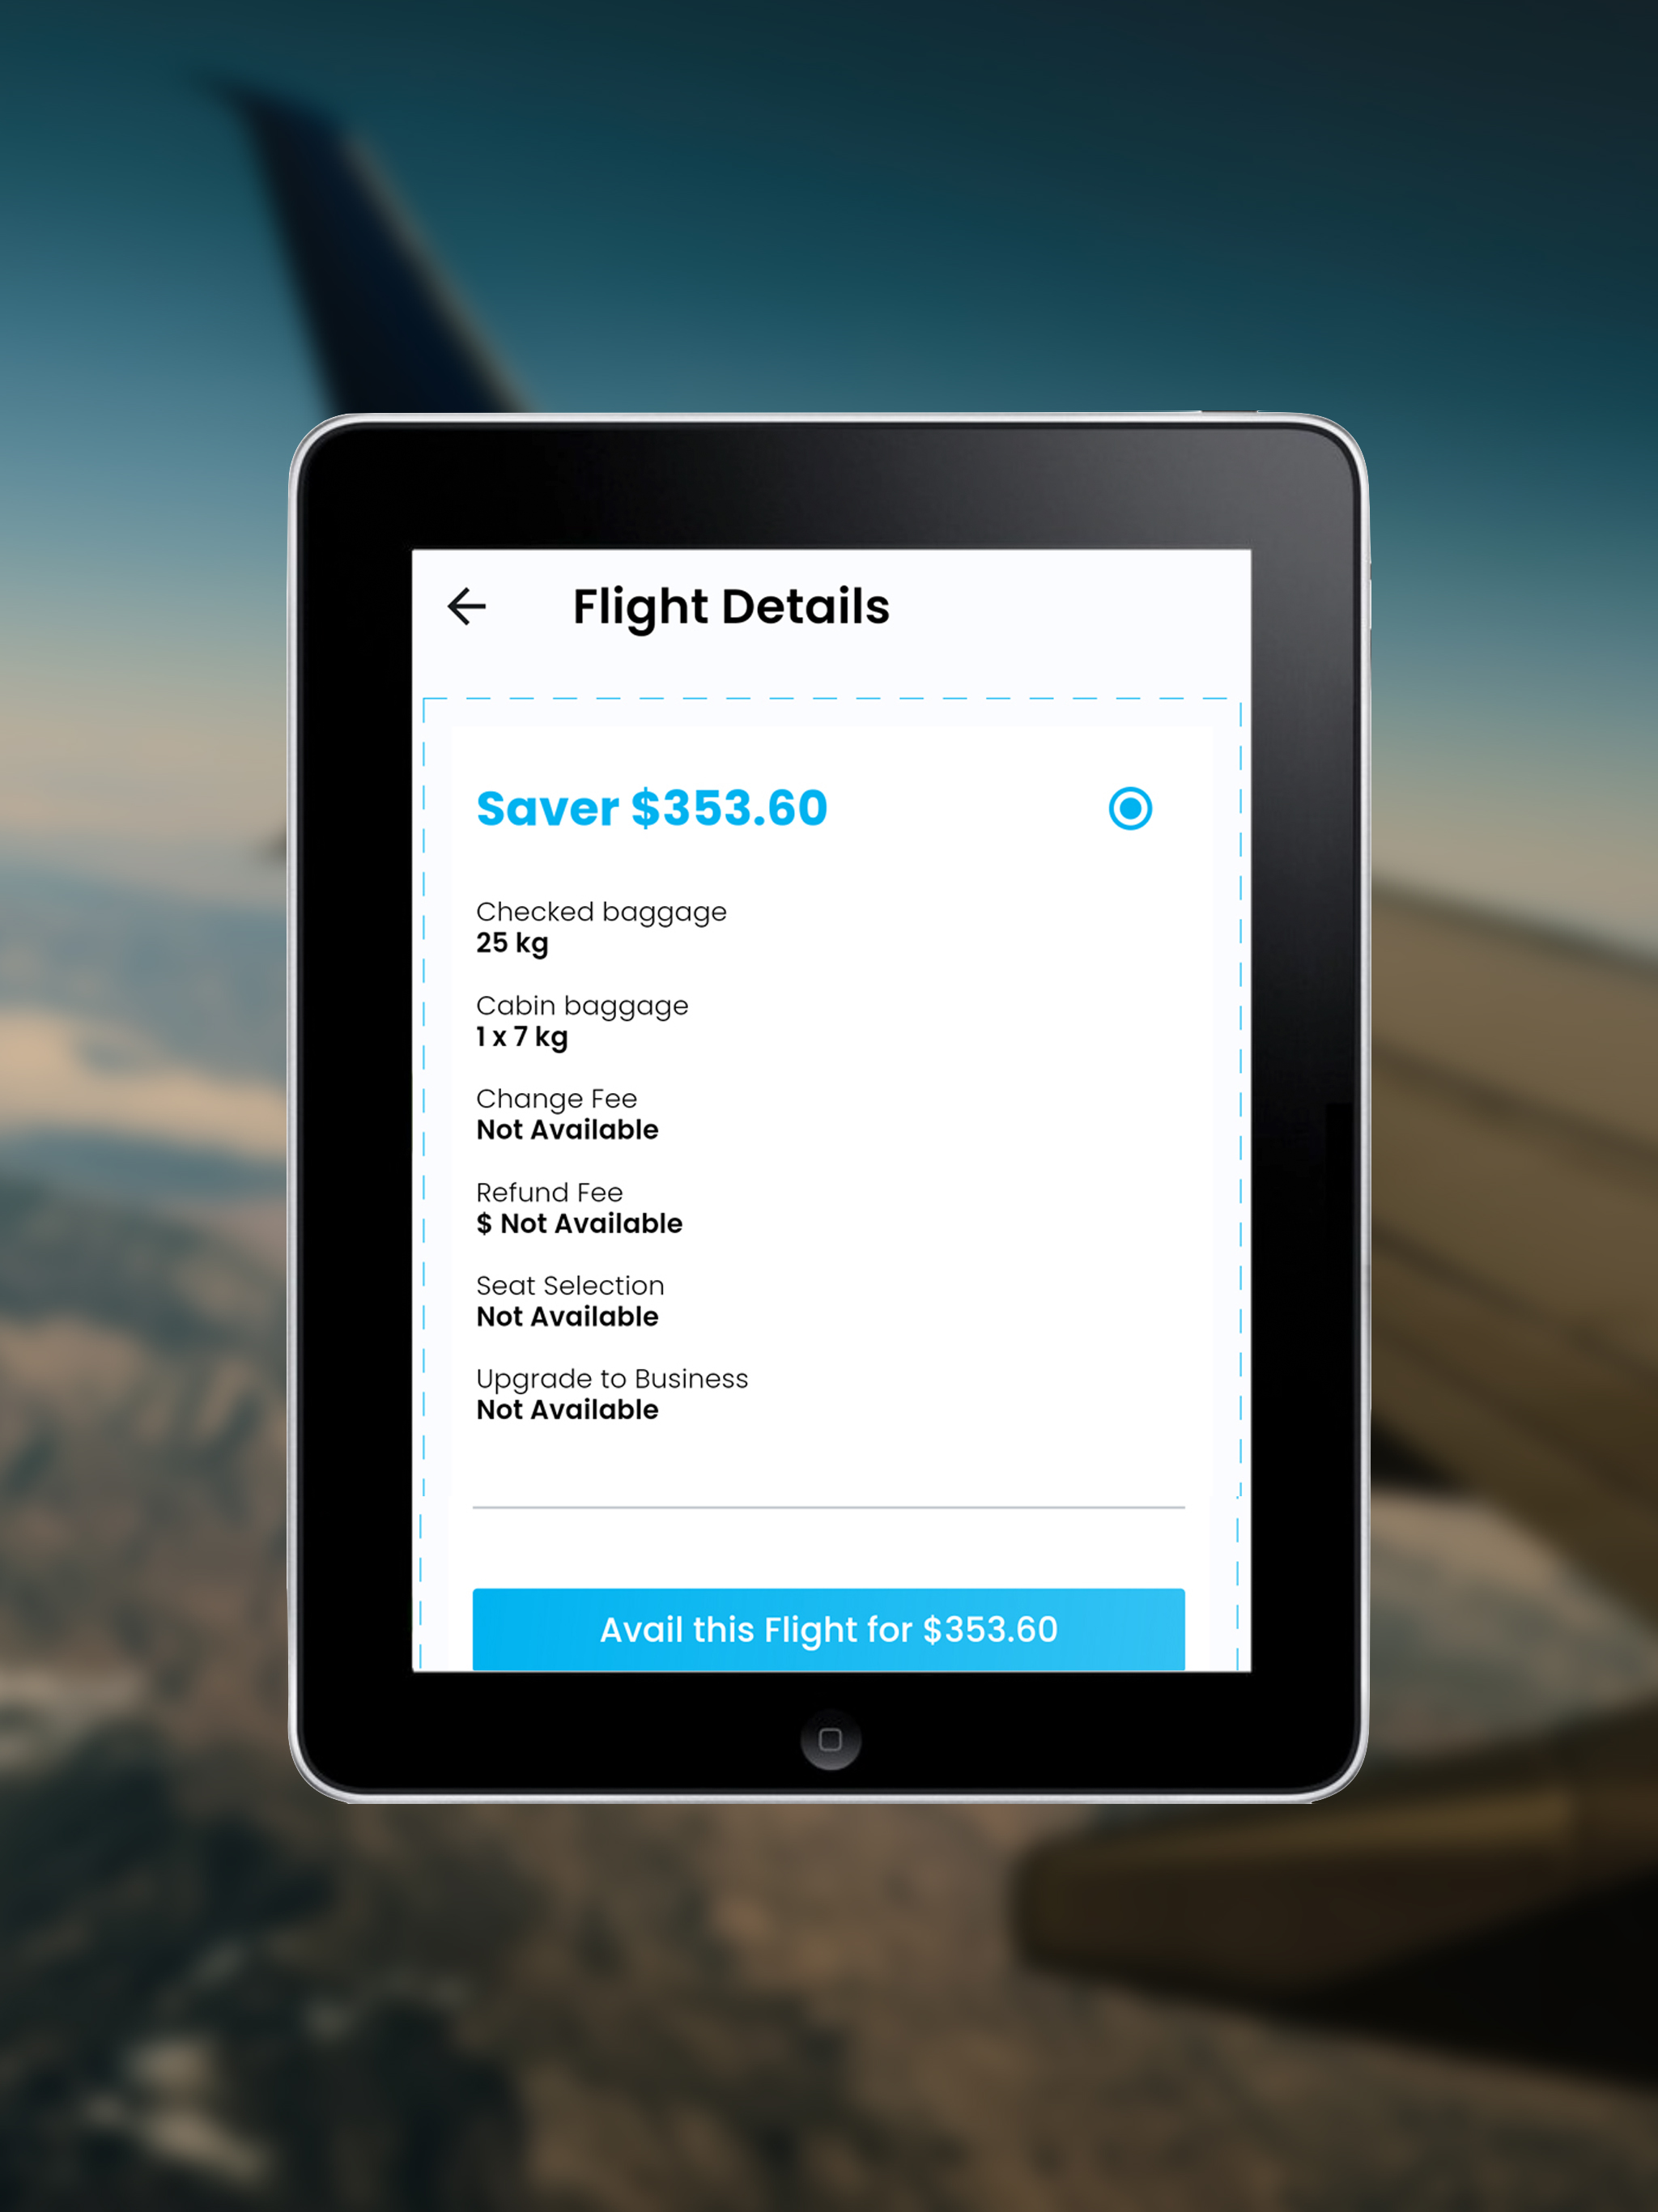 Flight Details
Saver $353.60
Checked baggage
25 kg
Cabin baggage
1 x 7 kg
Change Fee
Not Available
Refund Fee
$ Not Available
Seat Selection
Not Available
Upgrade to Business
Not Available
Avail this Flight for $353.60